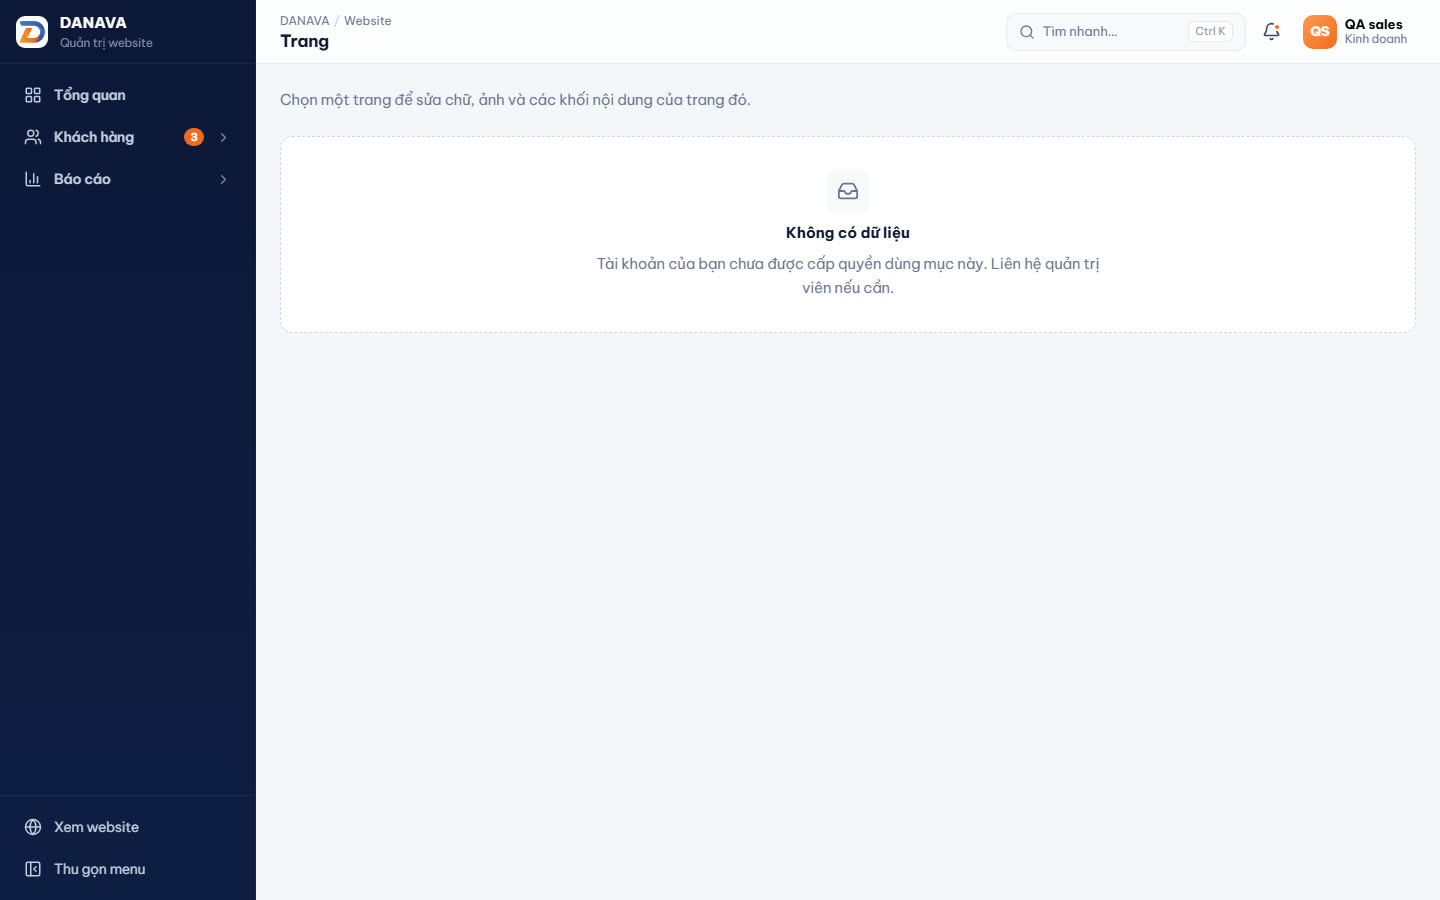 DANAVA
Quản trị website
Tổng quan
Khách hàng 3
Báo cáo
Xem website
Thu gọn menu
DANAVA / Website
Trang
Tìm nhanh... Ctrl K
QS
QA sales
Kinh doanh
Chọn một trang để sửa chữ, ảnh và các khối nội dung của trang đó.
Không có dữ liệu
Tài khoản của bạn chưa được cấp quyền dùng mục này. Liên hệ quản trị
viên nếu cần.